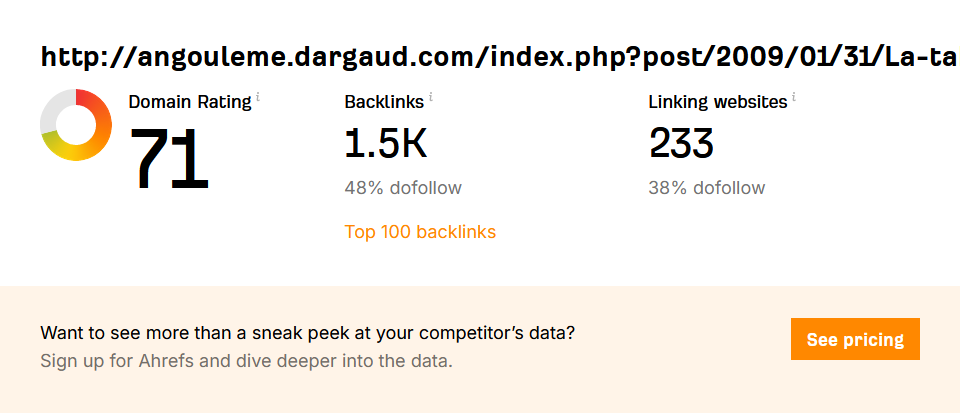 http://angouleme.dargaud.com/index.php?post/2009/01/31/La-ta
Domain Rating i
71
Backlinks i
1.5K
48% dofollow
Top 100 backlinks
Linking websites i
233
38% dofollow
Want to see more than a sneak peek at your competitor’s data?
Sign up for Ahrefs and dive deeper into the data.
See pricing